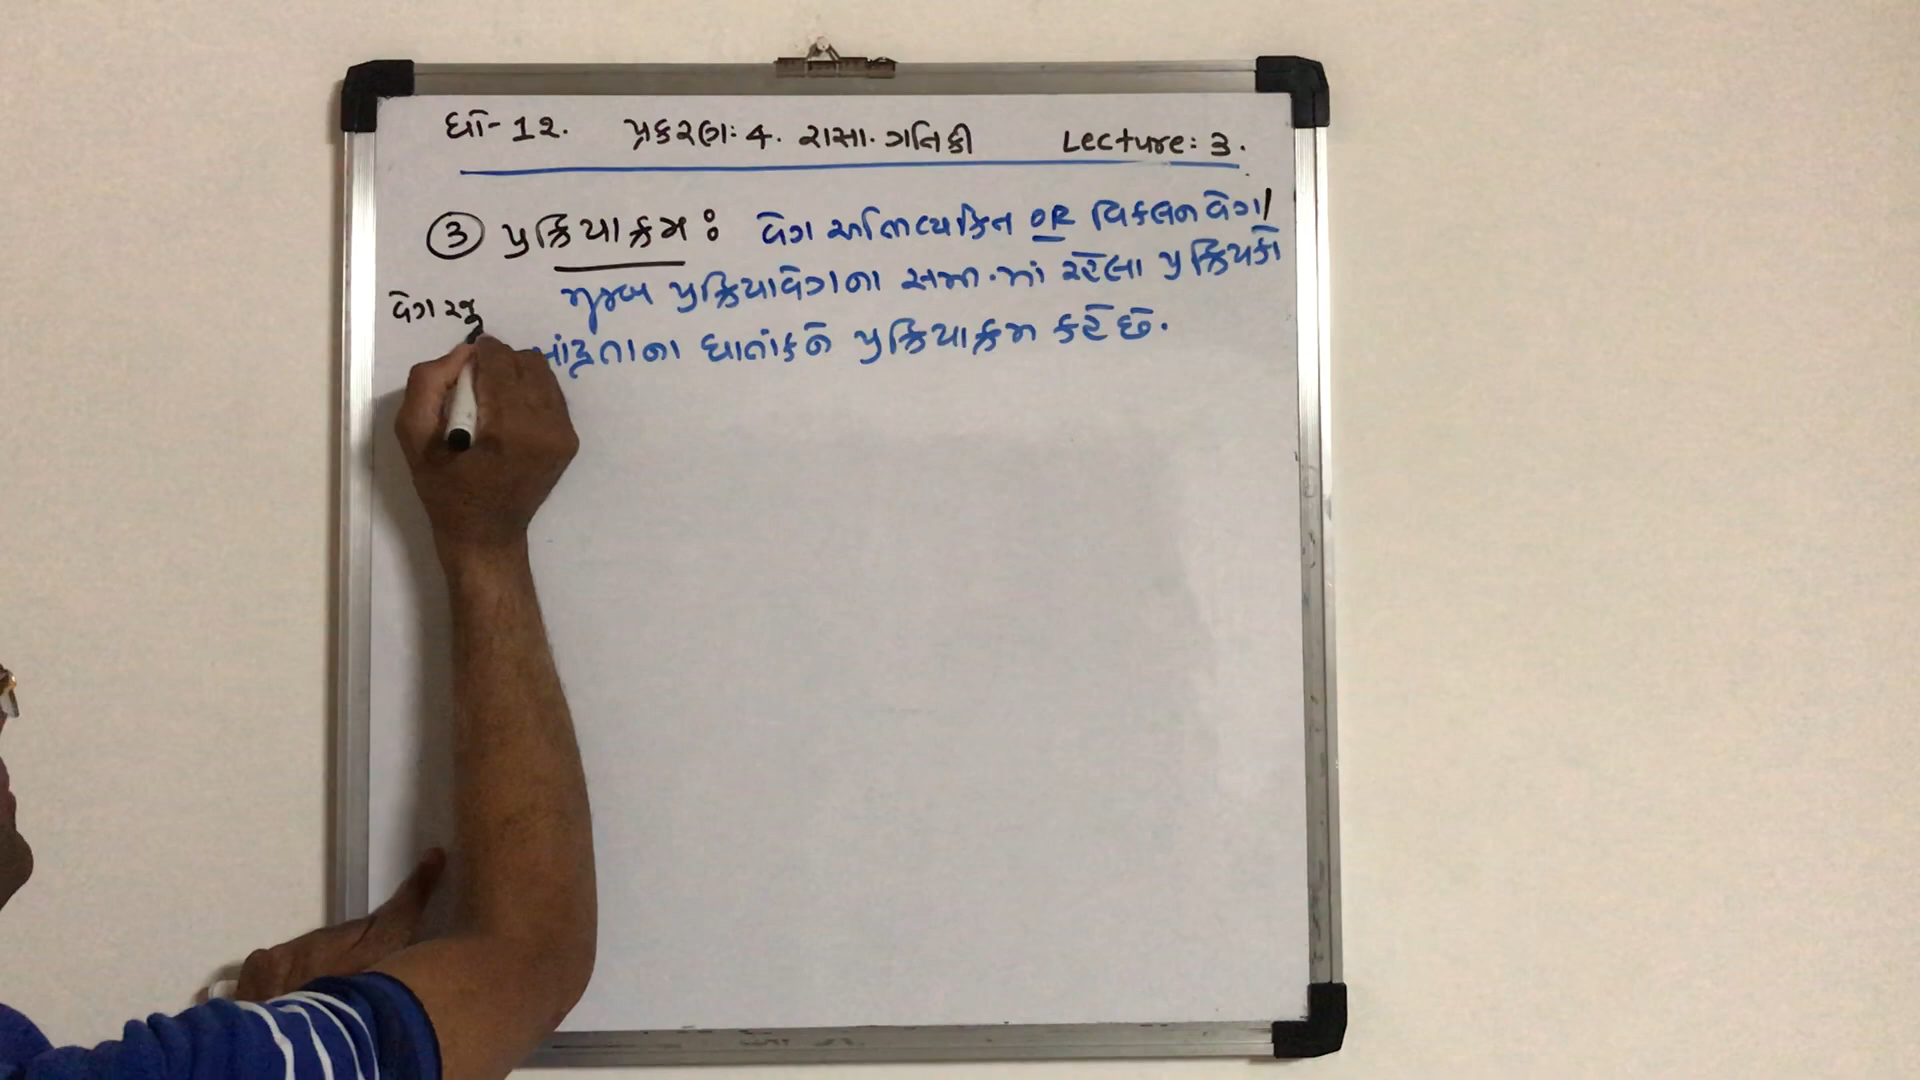 ધો-12. પ્રકરણ: 4. રાસા. ગતિકી Lecture: 3.
③ પ્રક્રિયાક્રમ : વેગ અભિવ્યક્તિ OR વિકલન વેગ/
મુજબ પ્રક્રિયાવેગના સમી.માં રહેલા પ્રક્રિયકો
વેગ રજુ
સાંદ્રતાના ઘાતાંકને પ્રક્રિયાક્રમ કહે છે.